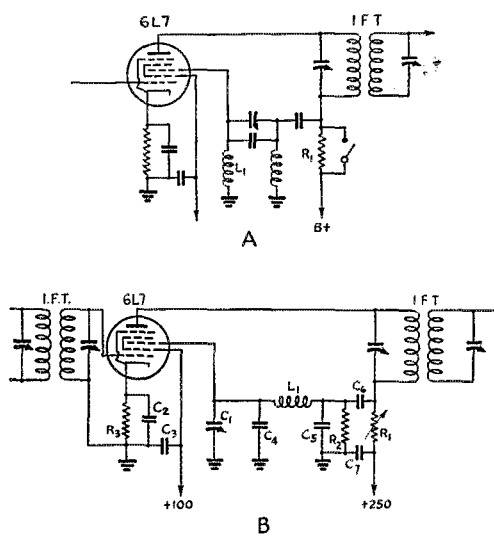 6L7
I F T
L1
R1
B+
A
I.F.T.
6L7
I F T
L1
C6
C2
R3
C3
C1
C4
C5
R2
R1
C7
+100
+250
B